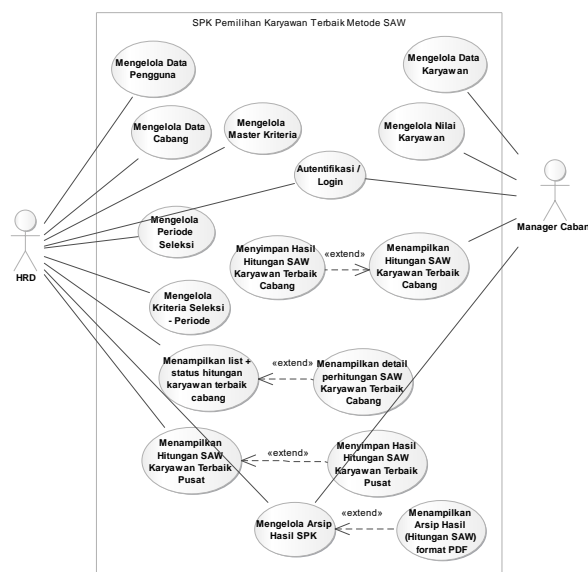 SPK Pemilihan Karyawan Terbaik Metode SAW
Mengelola Data
Pengguna
Mengelola Data
Karyawan
Mengelola Data
Cabang
Mengelola
Master Kriteria
Mengelola Nilai
Karyawan
Autentifikasi /
Login
HRD
Manager Caban
Mengelola
Periode
Seleksi
Menyimpan Hasil
Hitungan SAW
Karyawan Terbaik
Cabang
«extend»
Menampilkan
Hitungan SAW
Karyawan Terbaik
Cabang
Mengelola
Kriteria Seleksi
- Periode
Menampilkan list +
status hitungan
karyawan terbaik
cabang
«extend»
Menampilkan detail
perhitungan SAW
Karyawan Terbaik
Cabang
Menampilkan
Hitungan SAW
Karyawan Terbaik
Pusat
«extend»
Menyimpan Hasil
Hitungan SAW
Karyawan Terbaik
Pusat
Mengelola Arsip
Hasil SPK
«extend»
Menampilkan
Arsip Hasil
(Hitungan SAW)
format PDF